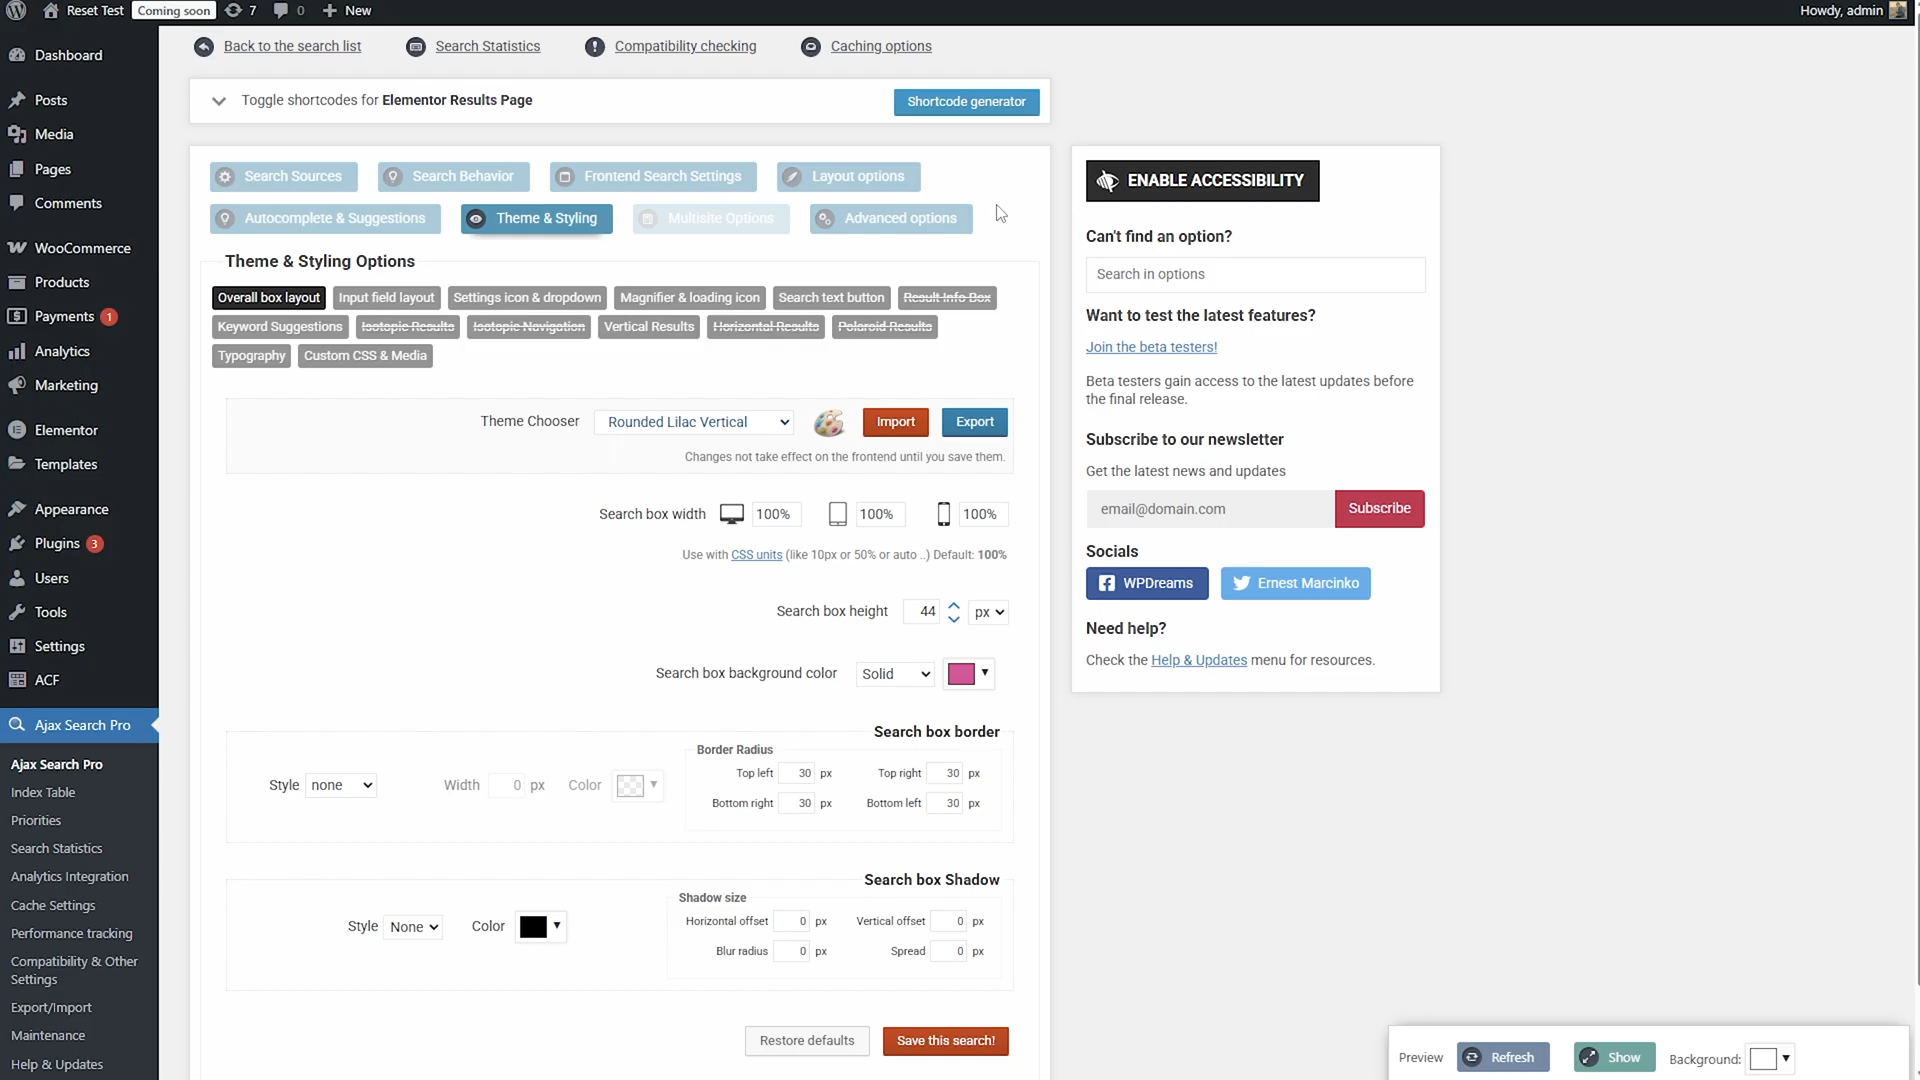 Reset Test
Coming soon
7
0
New
Howdy, admin
Dashboard
Posts
Media
Pages
Comments
WooCommerce
Products
Payments 1
Analytics
Marketing
Elementor
Templates
Appearance
Plugins 3
Users
Tools
Settings
ACF
Ajax Search Pro
Ajax Search Pro
Index Table
Priorities
Search Statistics
Analytics Integration
Cache Settings
Performance tracking
Compatibility & Other
Settings
Export/Import
Maintenance
Help & Updates
Back to the search list
Search Statistics
Compatibility checking
Caching options
Toggle shortcodes for Elementor Results Page
Shortcode generator
Search Sources
Search Behavior
Frontend Search Settings
Layout options
Autocomplete & Suggestions
Theme & Styling
Multisite Options
Advanced options
Theme & Styling Options
Overall box layout
Input field layout
Settings icon & dropdown
Magnifier & loading icon
Search text button
Result Info Box
Keyword Suggestions
Isotopic Results
Isotopic Navigation
Vertical Results
Horizontal Results
Polaroid Results
Typography
Custom CSS & Media
Theme Chooser
Rounded Lilac Vertical
Import
Export
Changes not take effect on the frontend until you save them.
Search box width 100% 100% 100%
Use with CSS units (like 10px or 50% or auto ..) Default: 100%
Search box height 44 px
Search box background color Solid
Search box border
Style none Width 0 px Color
Border Radius
Top left 30 px Top right 30 px
Bottom right 30 px Bottom left 30 px
Search box Shadow
Style None Color
Shadow size
Horizontal offset 0 px Vertical offset 0 px
Blur radius 0 px Spread 0 px
Restore defaults
Save this search!
ENABLE ACCESSIBILITY
Can't find an option?
Search in options
Want to test the latest features?
Join the beta testers!
Beta testers gain access to the latest updates before
the final release.
Subscribe to our newsletter
Get the latest news and updates
email@domain.com
Subscribe
Socials
WPDreams
Ernest Marcinko
Need help?
Check the Help & Updates menu for resources.
Preview
Refresh
Show
Background: